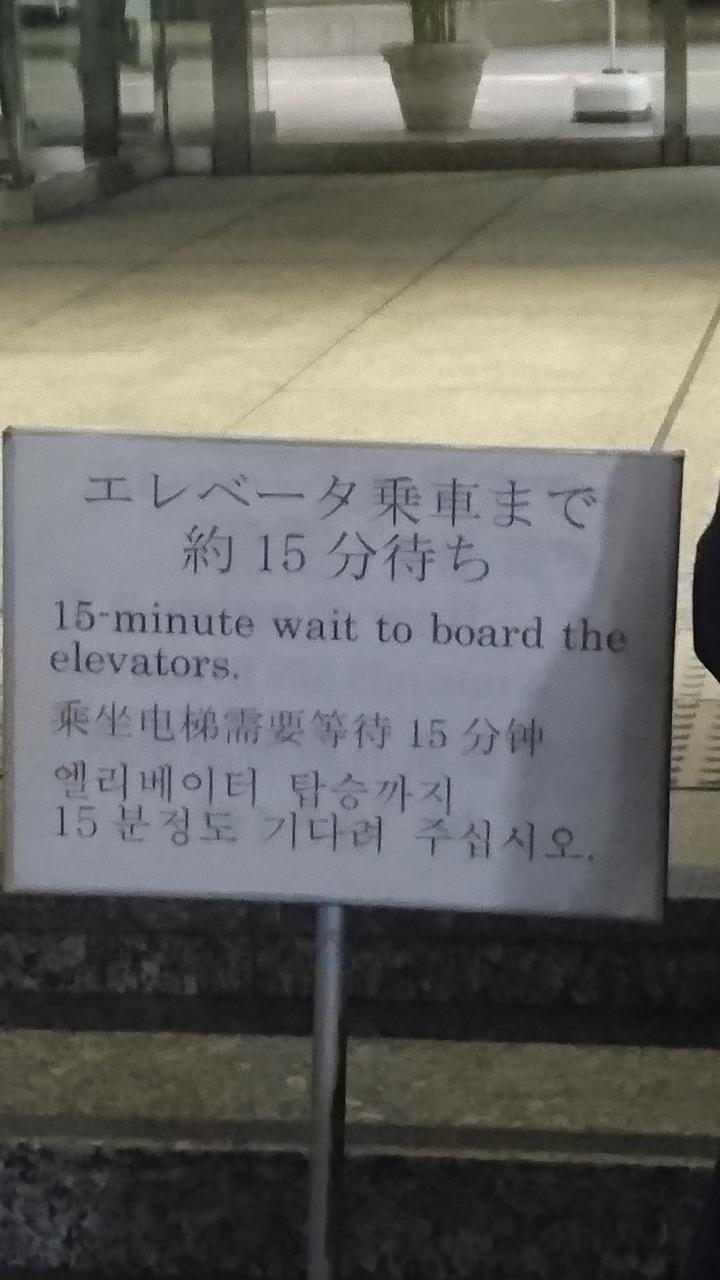 エレベータ乗車まで
約 15 分待ち
15-minute wait to board the
elevators.
乘坐电梯需要等待 15 分钟
엘리베이터 탑승까지
15 분정도 기다려 주십시오.